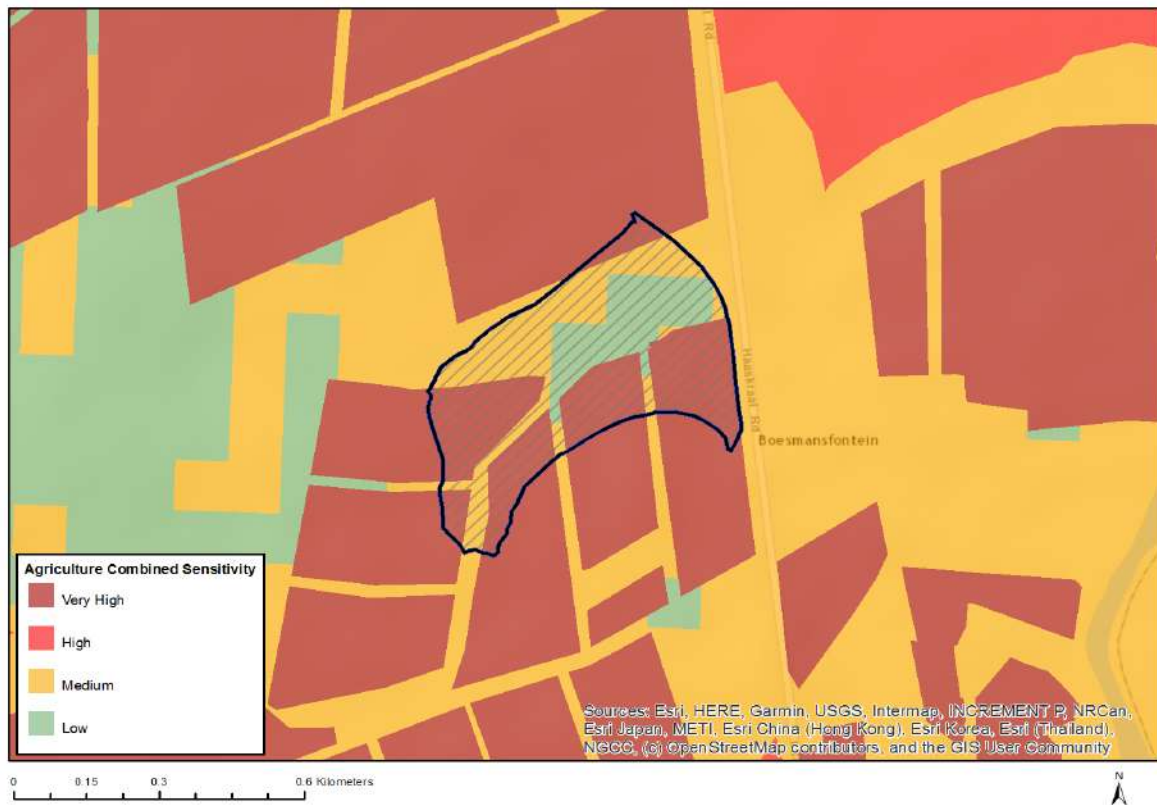 Rd
Haaskraal Rd
Boesmansfontein
Agriculture Combined Sensitivity
Very High
High
Medium
Low
Sources: Esri, HERE, Garmin, USGS, Intermap, INCREMENT P, NRCan,
Esri Japan, METI, Esri China (Hong Kong), Esri Korea, Esri (Thailand),
NGCC, (c) OpenStreetMap contributors, and the GIS User Community
0 0.15 0.3 0.6 Kilometers
N